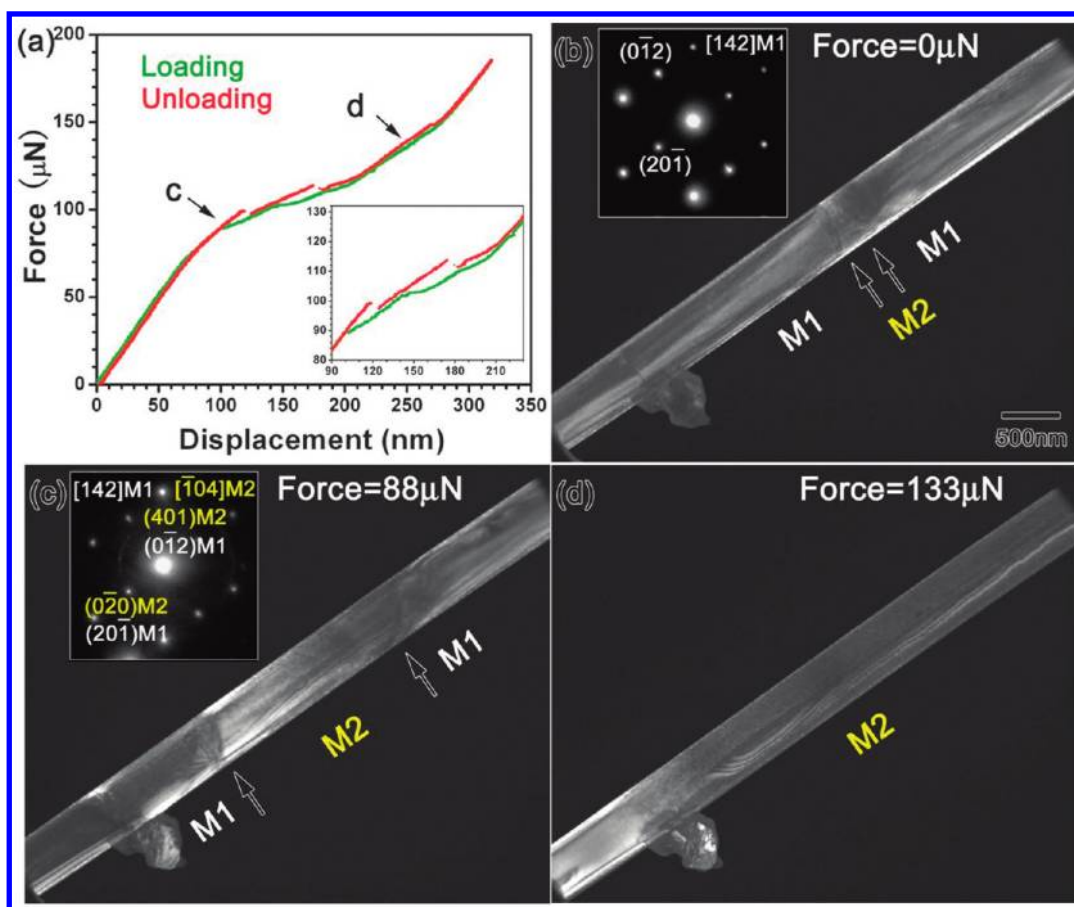 (a)
200
150
100
50
0
Force (μN)
Loading
Unloading
c
d
130
120
110
100
90
80
90 120 150 180 210
0 50 100 150 200 250 300 350
Displacement (nm)
(b)
(01̄2)
[142]M1
(201̄)
Force=0μN
M1
M2
M1
500nm
(c)
[142]M1 [1̄04]M2
(401)M2
(01̄2)M1
(02̄0)M2
(201̄)M1
Force=88μN
M1
M2
M1
(d)
Force=133μN
M2